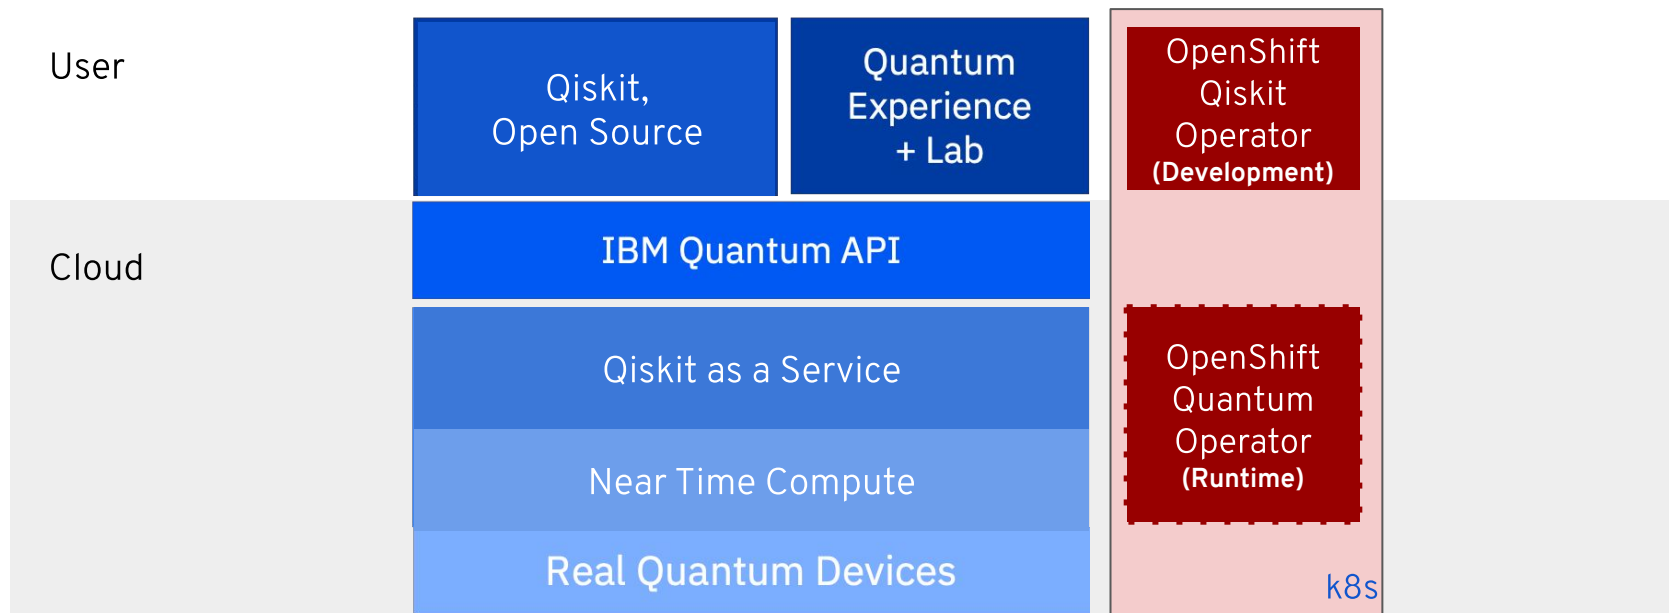 User
Qiskit,
Open Source
Quantum
Experience
+ Lab
OpenShift
Qiskit
Operator
(Development)
Cloud
IBM Quantum API
Qiskit as a Service
Near Time Compute
Real Quantum Devices
OpenShift
Quantum
Operator
(Runtime)
k8s